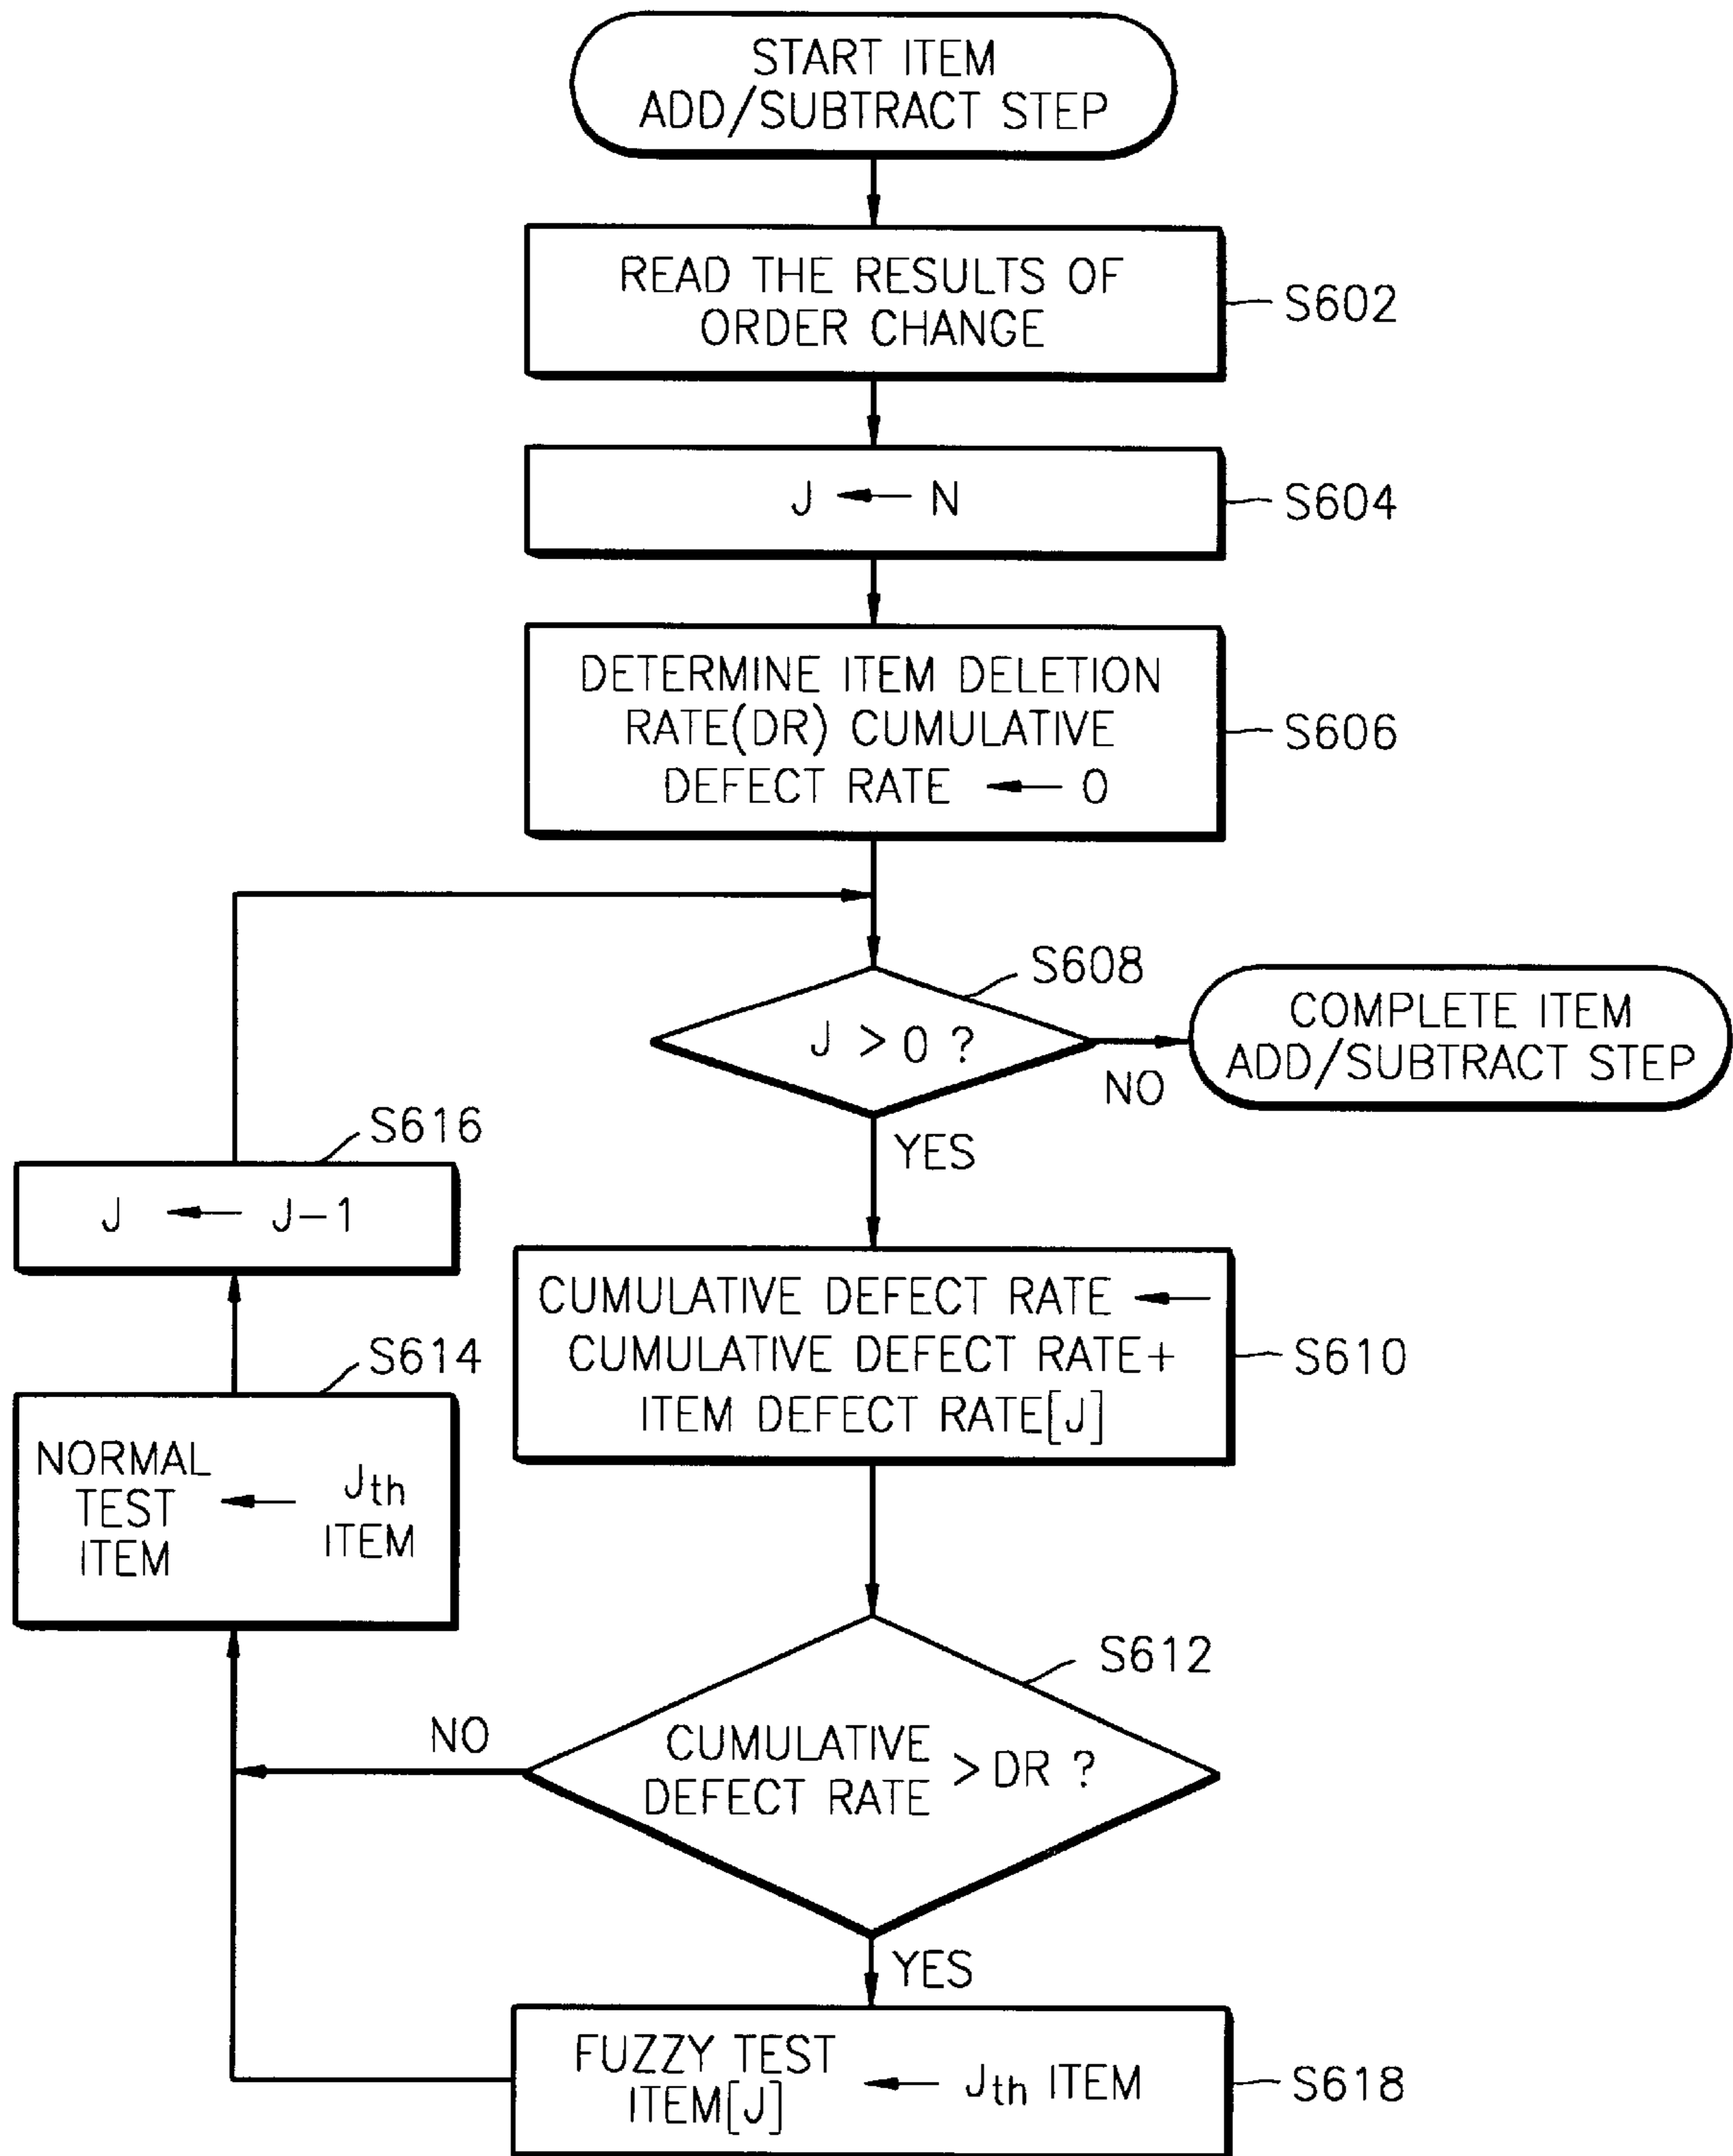 START ITEM
ADD/SUBTRACT STEP
READ THE RESULTS OF
ORDER CHANGE
S602
J ← N
S604
DETERMINE ITEM DELETION
RATE(DR) CUMULATIVE
DEFECT RATE ← 0
S606
S608
J > 0 ?
NO
COMPLETE ITEM
ADD/SUBTRACT STEP
YES
S616
J ← J-1
CUMULATIVE DEFECT RATE ←
CUMULATIVE DEFECT RATE+
ITEM DEFECT RATE[J]
S610
S614
NORMAL
TEST
ITEM
← Jth
ITEM
S612
NO
CUMULATIVE
DEFECT RATE
> DR ?
YES
FUZZY TEST
ITEM[J]
← Jth ITEM
S618